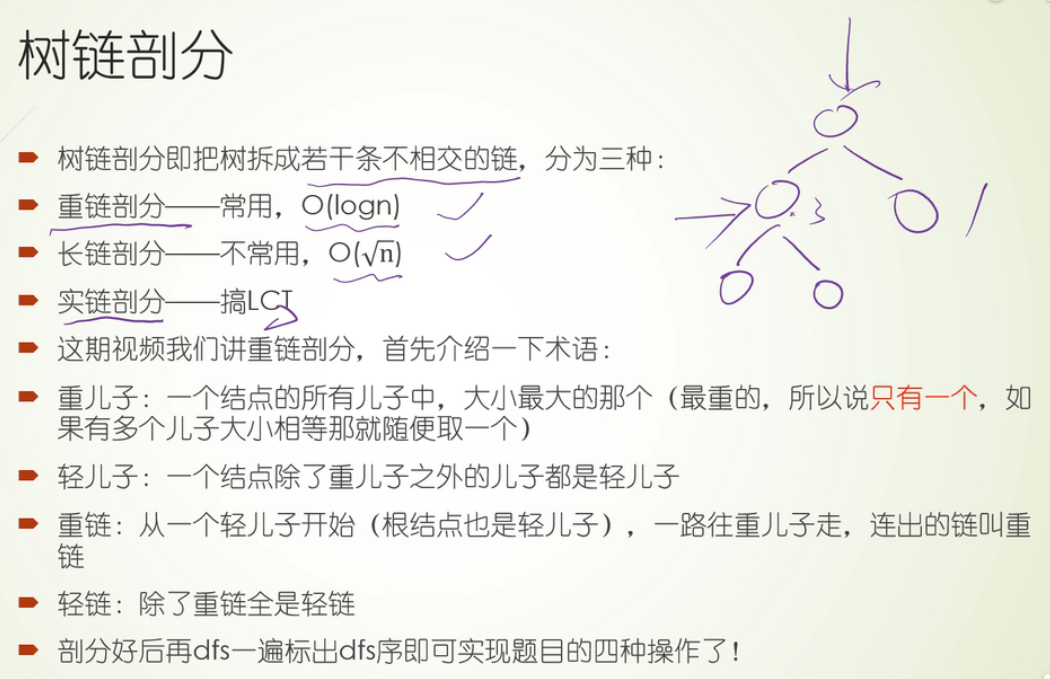 树链剖分
树链剖分即把树拆成若干条不相交的链，分为三种：
重链剖分——常用，O(logn)
长链剖分——不常用，O(√n)
实链剖分——搞LCT
这期视频我们讲重链剖分，首先介绍一下术语：
重儿子：一个结点的所有儿子中，大小最大的那个（最重的，所以说只有一个，如
果有多个儿子大小相等那就随便取一个）
轻儿子：一个结点除了重儿子之外的儿子都是轻儿子
重链：从一个轻儿子开始（根结点也是轻儿子），一路往重儿子走，连出的链叫重
链
轻链：除了重链全是轻链
剖分好后再dfs一遍标出dfs序即可实现题目的四种操作了！
3
1